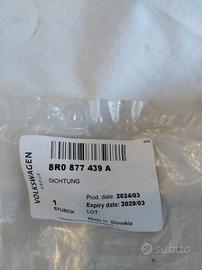 VOLKSWAGEN
GROUP
8R0 877 439 A
DICHTUNG
Prod. date: 2024/03
Expiry date: 2029/03
LOT:
1
STUECK
Made in Slovakia
subito